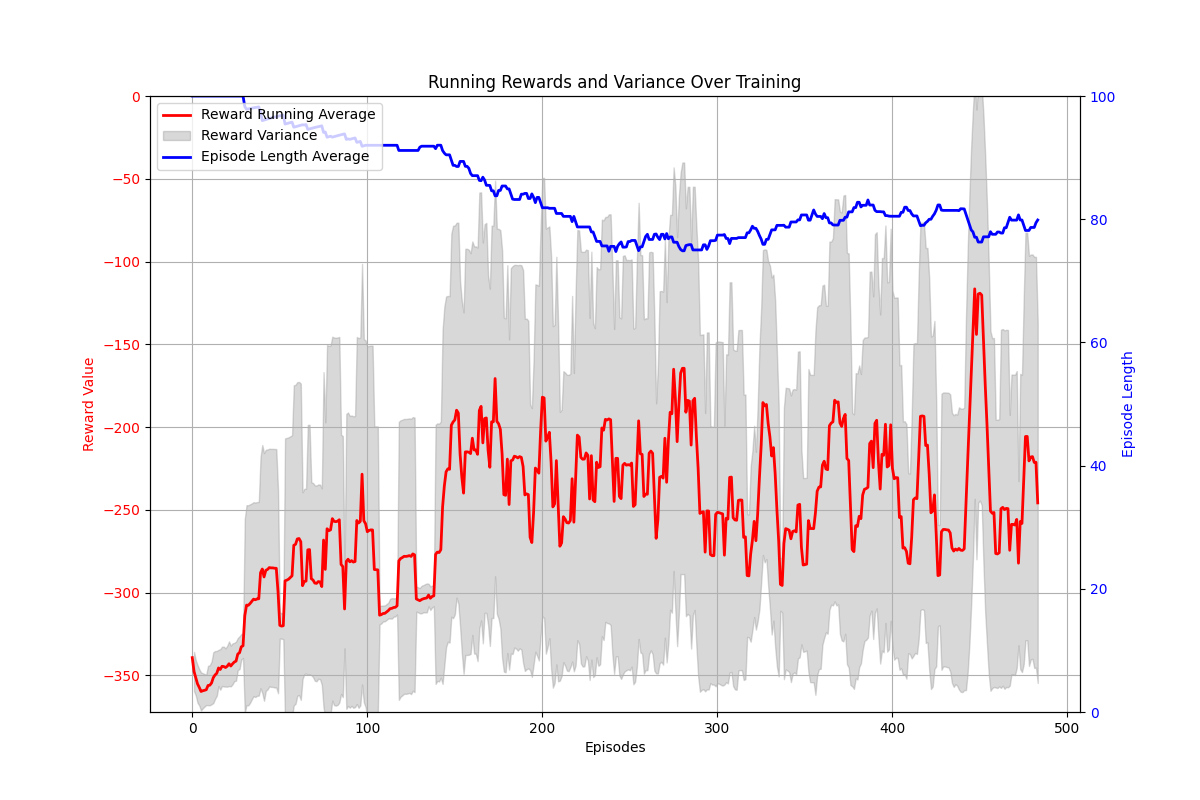 Running Rewards and Variance Over Training
Reward Running Average
Reward Variance
Episode Length Average
0
−50
−100
−150
−200
−250
−300
−350
Reward Value
100
80
60
40
20
0
Episode Length
0 100 200 300 400 500
Episodes